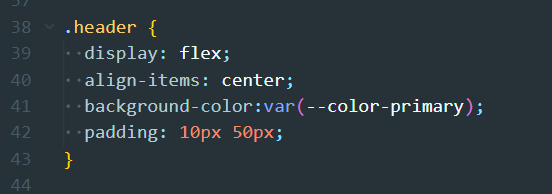 37
38 .header {
39 display: flex;
40 align-items: center;
41 background-color:var(--color-primary);
42 padding: 10px 50px;
43 }
44